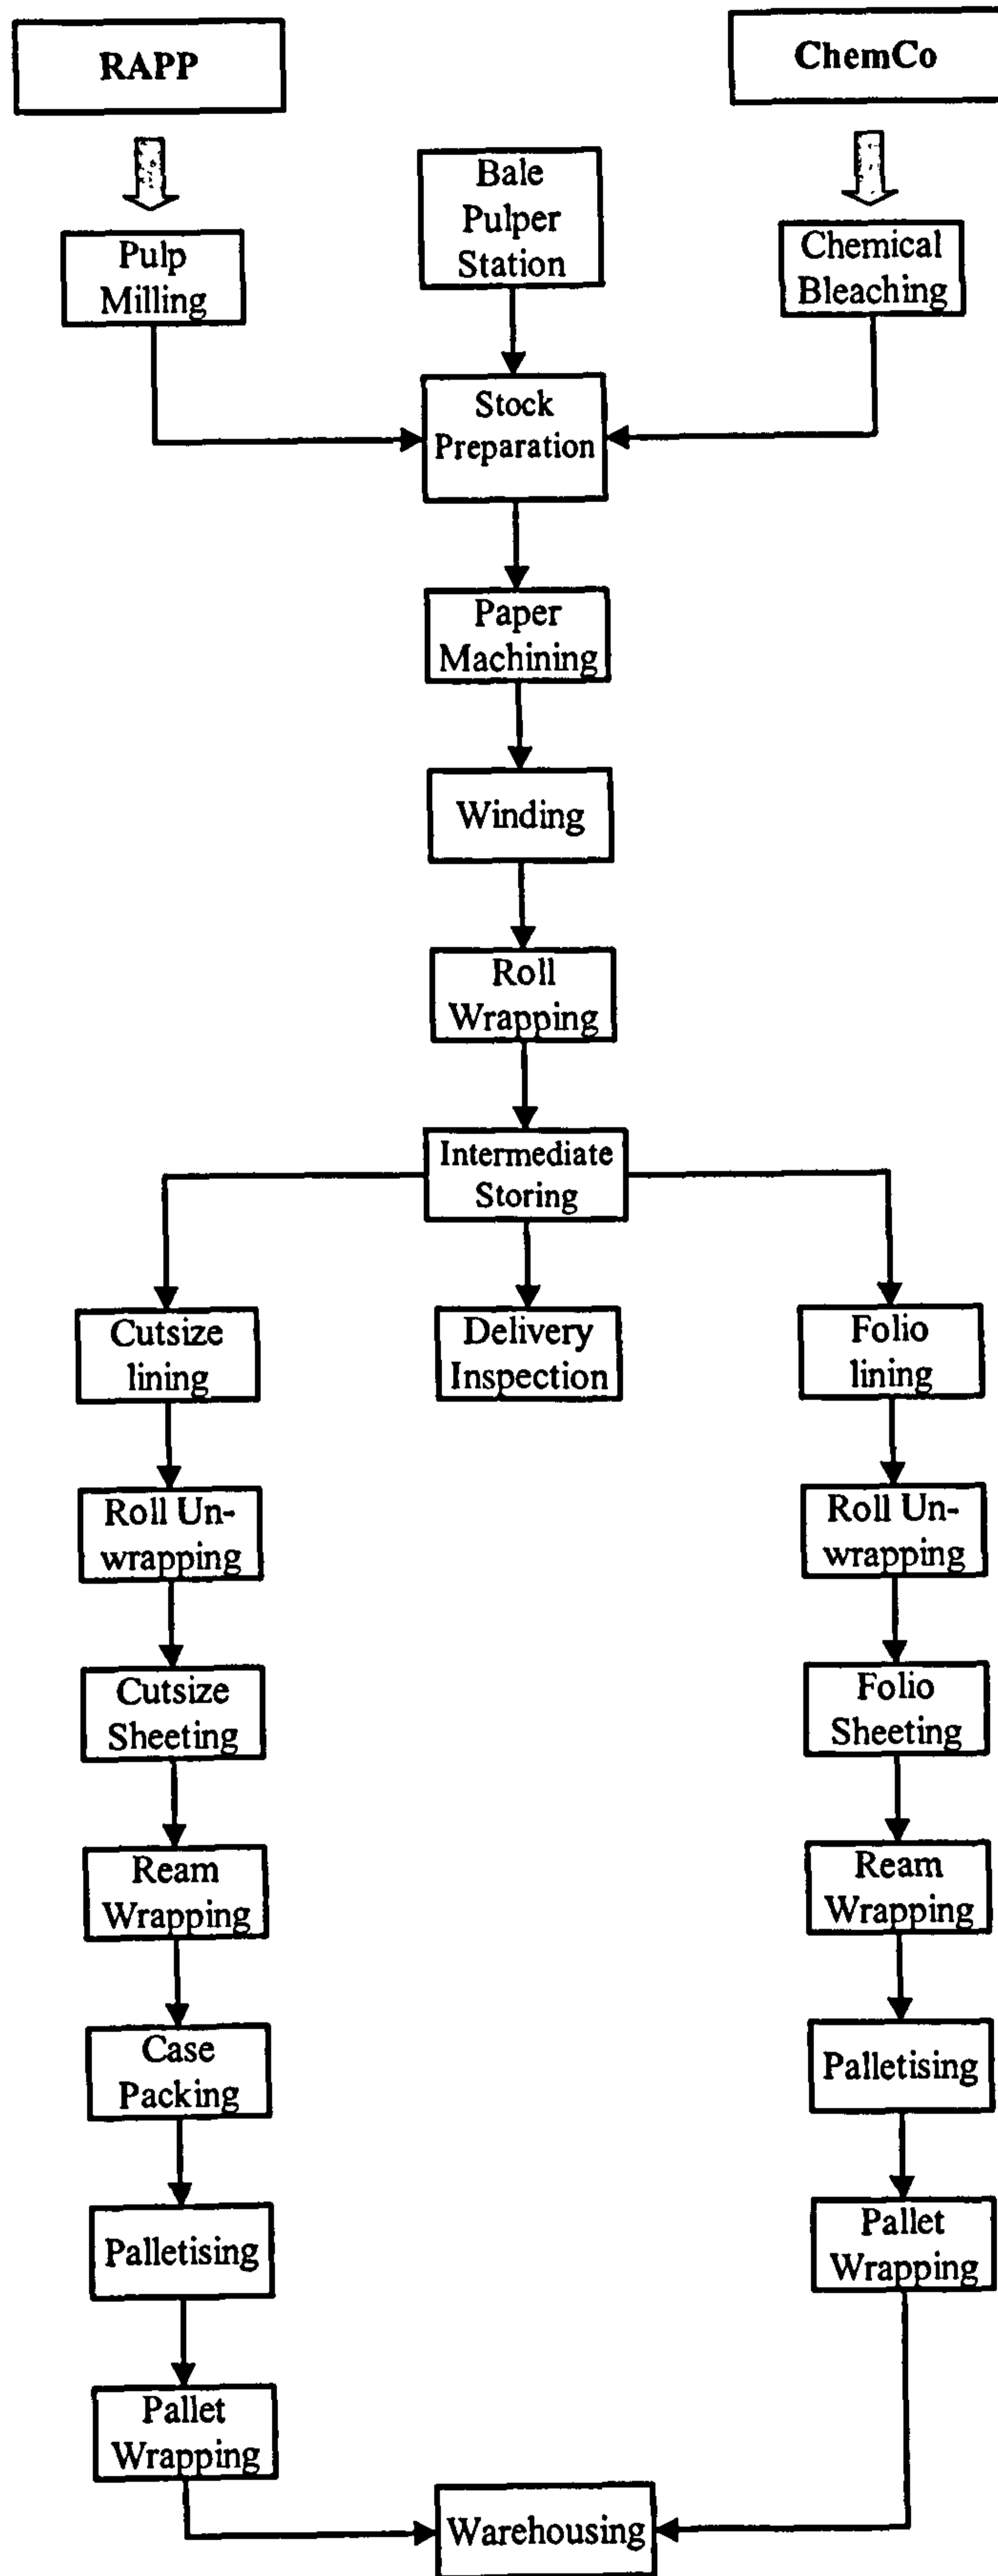 RAPP
ChemCo
Bale
Pulper
Station
Pulp
Milling
Chemical
Bleaching
Stock
Preparation
Paper
Machining
Winding
Roll
Wrapping
Intermediate
Storing
Cutsize
lining
Delivery
Inspection
Folio
lining
Roll Un-
wrapping
Roll Un-
wrapping
Cutsize
Sheeting
Folio
Sheeting
Ream
Wrapping
Ream
Wrapping
Case
Packing
Palletising
Palletising
Pallet
Wrapping
Pallet
Wrapping
Warehousing